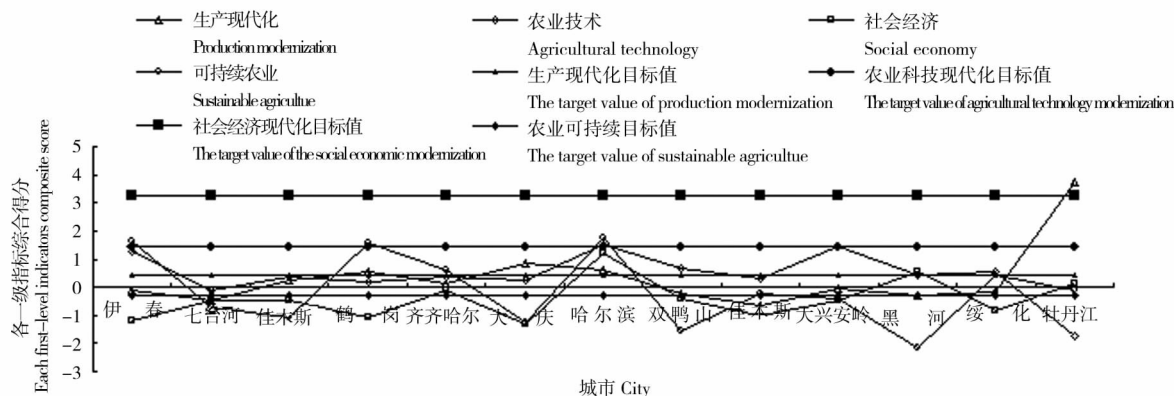 生产现代化
Production modernization
农业技术
Agricultural technology
社会经济
Social economy
可持续农业
Sustainable agricultue
生产现代化目标值
The target value of production modernization
农业科技现代化目标值
The target value of agricultural technology modernization
社会经济现代化目标值
The target value of the social economic modernization
农业可持续目标值
The target value of sustainable agricultue
各一级指标综合得分
Each first-level indicators composite score
5
4
3
2
1
0
-1
-2
-3
伊 春 七台河 佳木斯 鹤 岗 齐齐哈尔 大 庆 哈尔滨 双鸭山 佳木斯 大兴安岭 黑 河 绥 化 牡丹江
城市 City